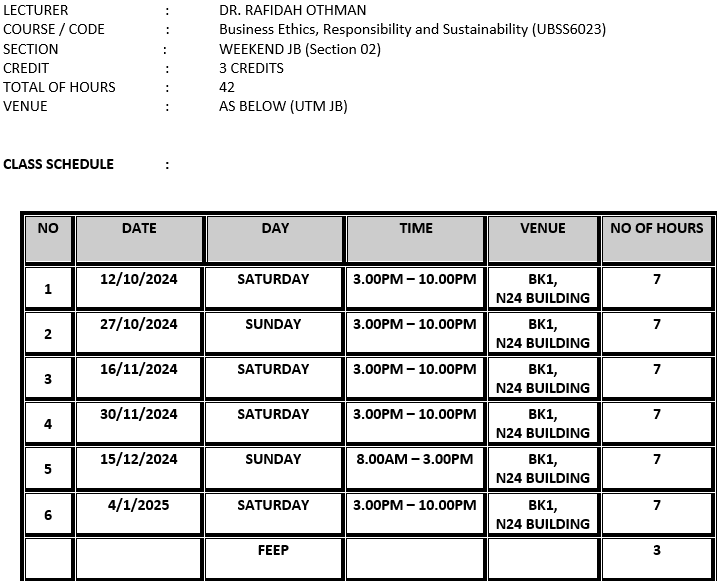 LECTURER : DR. RAFIDAH OTHMAN
COURSE / CODE : Business Ethics, Responsibility and Sustainability (UBSS6023)
SECTION : WEEKEND JB (Section 02)
CREDIT : 3 CREDITS
TOTAL OF HOURS : 42
VENUE : AS BELOW (UTM JB)
CLASS SCHEDULE :
NO DATE DAY TIME VENUE NO OF HOURS
1 12/10/2024 SATURDAY 3.00PM – 10.00PM BK1, 7
N24 BUILDING
2 27/10/2024 SUNDAY 3.00PM – 10.00PM BK1, 7
N24 BUILDING
3 16/11/2024 SATURDAY 3.00PM – 10.00PM BK1, 7
N24 BUILDING
4 30/11/2024 SATURDAY 3.00PM – 10.00PM BK1, 7
N24 BUILDING
5 15/12/2024 SUNDAY 8.00AM – 3.00PM BK1, 7
N24 BUILDING
6 4/1/2025 SATURDAY 3.00PM – 10.00PM BK1, 7
N24 BUILDING
FEEP 3